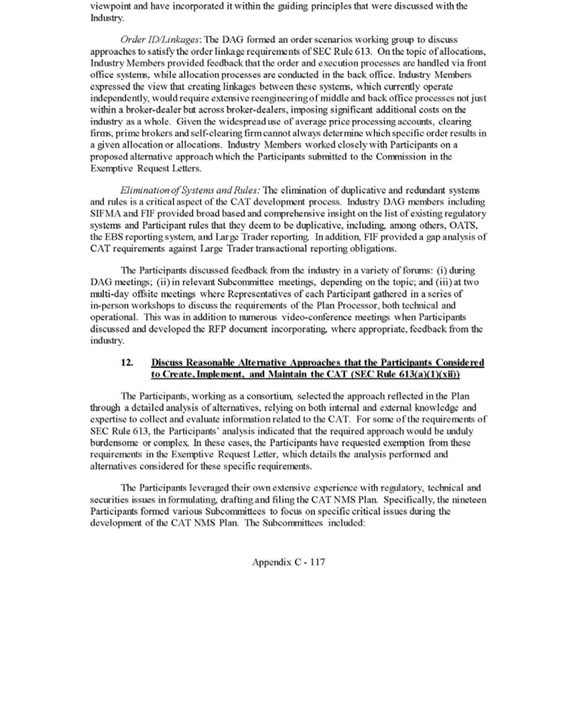 viewpoint and have incorporated it within the guiding principles that were discussed with the
Industry.
Order ID/Linkages: The DAG formed an order scenarios working group to discuss
approaches to satisfy the order linkage requirements of SEC Rule 613. On the topic of allocations,
Industry Members provided feedback that the order and execution processes are handled via front
office systems, while allocation processes are conducted in the back office. Industry Members
expressed the view that creating linkages between these systems, which currently operate
independently, would require extensive reengineering of middle and back office processes not just
within a broker-dealer but across broker-dealers, imposing significant additional costs on the
industry as a whole. Given the widespread use of average price processing accounts, clearing
firms, prime brokers and self-clearing firm cannot always determine which specific order results in
a given allocation or allocations. Industry Members worked closely with Participants on a
proposed alternative approach which the Participants submitted to the Commission in the
Exemptive Request Letters.
Elimination of Systems and Rules: The elimination of duplicative and redundant systems
and rules is a critical aspect of the CAT development process. Industry DAG members including
SIFMA and FIF provided broad based and comprehensive insight on the list of existing regulatory
systems and Participant rules that they deem to be duplicative, including, among others, OATS,
the EBS reporting system, and Large Trader reporting. In addition, FIF provided a gap analysis of
CAT requirements against Large Trader transactional reporting obligations.
The Participants discussed feedback from the industry in a variety of forums: (i) during
DAG meetings; (ii) in relevant Subcommittee meetings, depending on the topic; and (iii) at two
multi-day offsite meetings where Representatives of each Participant gathered in a series of
in-person workshops to discuss the requirements of the Plan Processor, both technical and
operational. This was in addition to numerous video-conference meetings when Participants
discussed and developed the RFP document incorporating, where appropriate, feedback from the
industry.
12. Discuss Reasonable Alternative Approaches that the Participants Considered
to Create, Implement, and Maintain the CAT (SEC Rule 613(a)(1)(xii))
The Participants, working as a consortium, selected the approach reflected in the Plan
through a detailed analysis of alternatives, relying on both internal and external knowledge and
expertise to collect and evaluate information related to the CAT. For some of the requirements of
SEC Rule 613, the Participants' analysis indicated that the required approach would be unduly
burdensome or complex. In these cases, the Participants have requested exemption from these
requirements in the Exemptive Request Letter, which details the analysis performed and
alternatives considered for these specific requirements.
The Participants leveraged their own extensive experience with regulatory, technical and
securities issues in formulating, drafting and filing the CAT NMS Plan. Specifically, the nineteen
Participants formed various Subcommittees to focus on specific critical issues during the
development of the CAT NMS Plan. The Subcommittees included:
Appendix C - 117